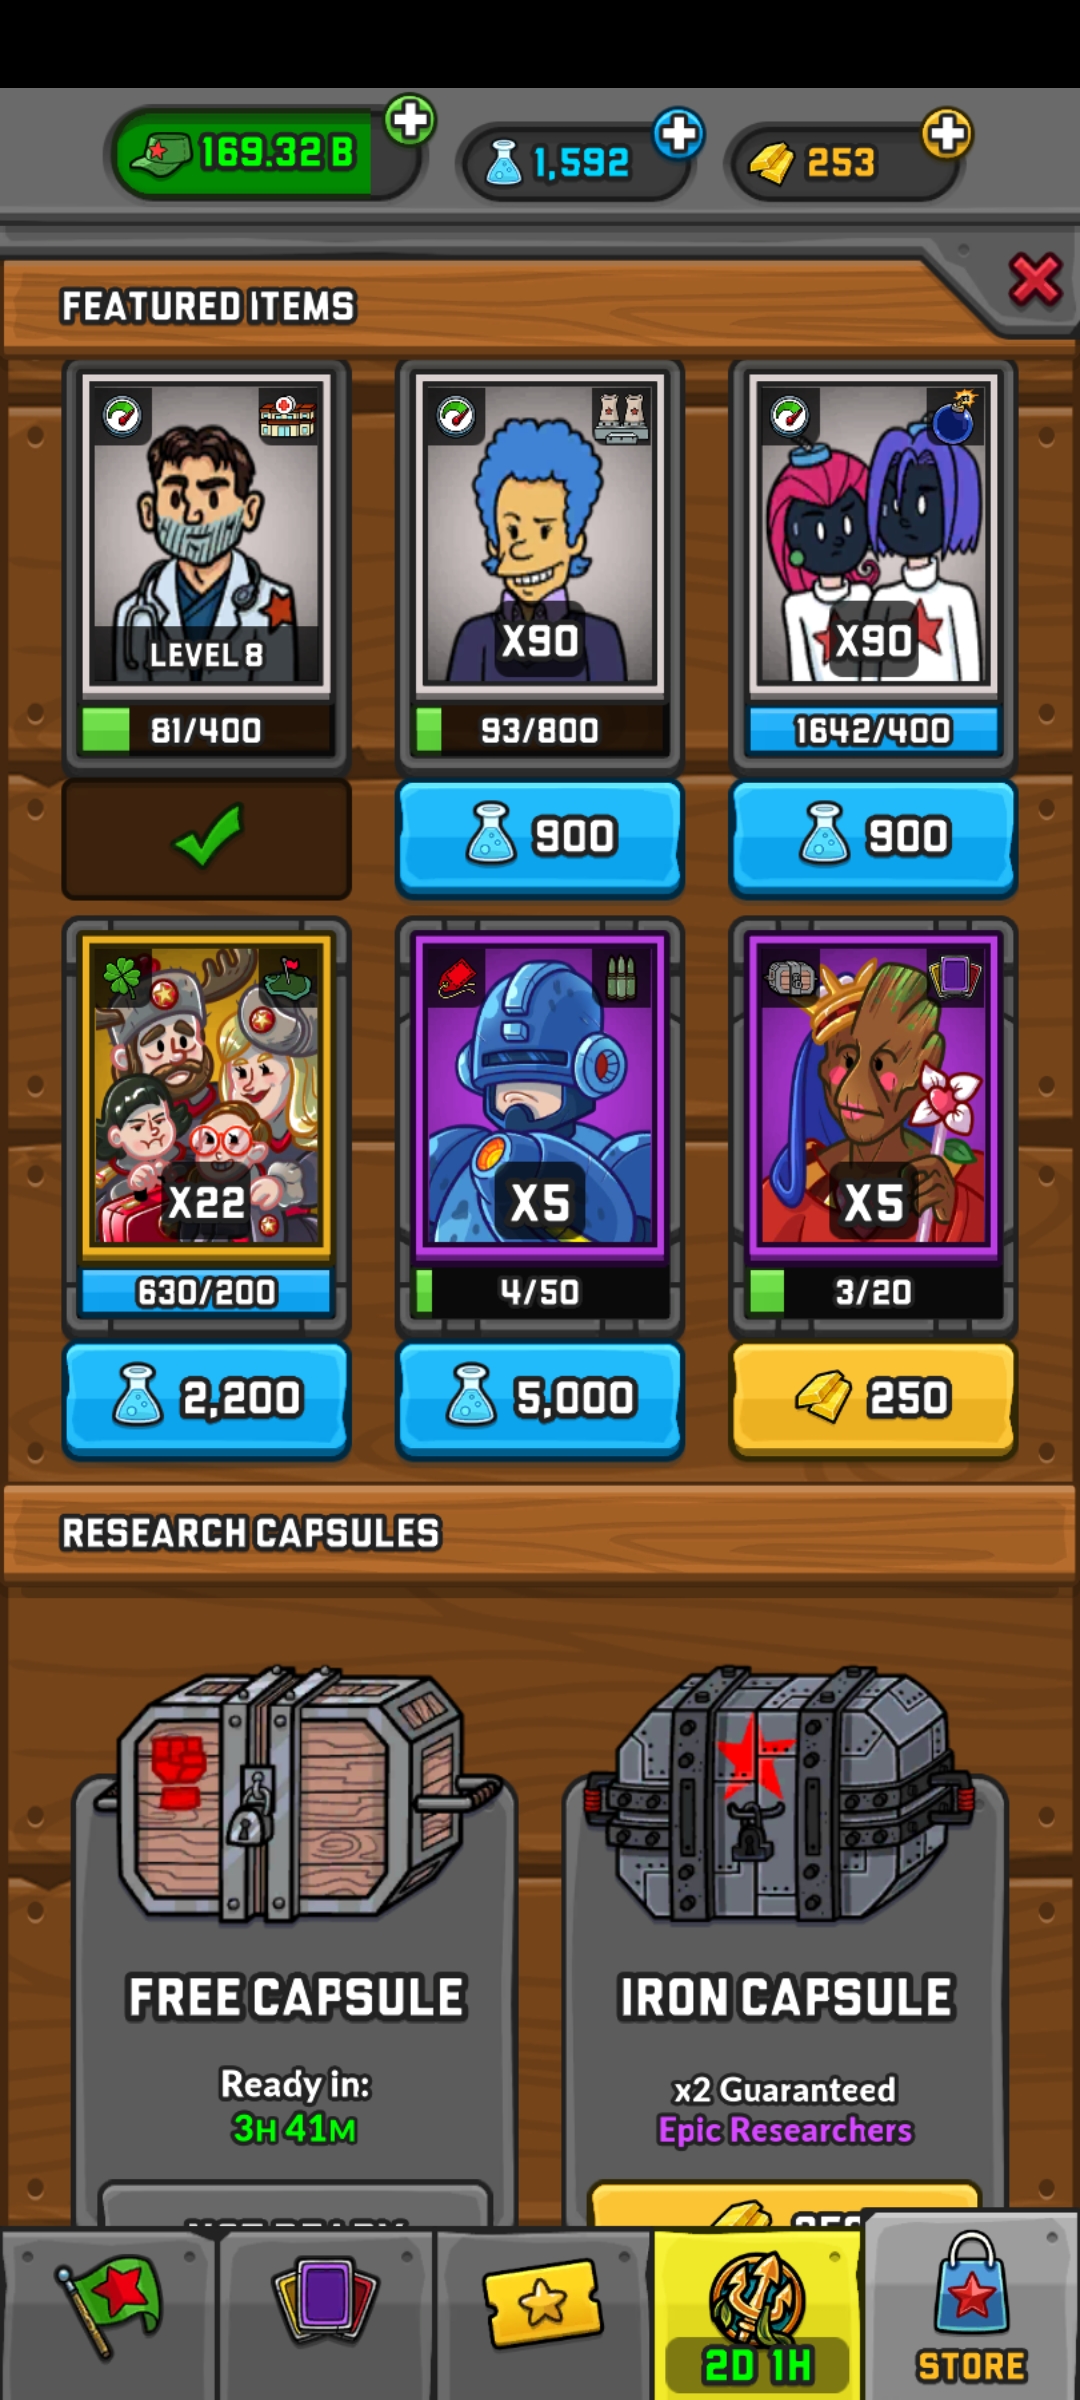 169.32 B
1,592
253
FEATURED ITEMS
LEVEL 8
X90
X90
81/400
93/800
1642/400
900
900
X22
X5
X5
630/200
4/50
3/20
2,200
5,000
250
RESEARCH CAPSULES
FREE CAPSULE
IRON CAPSULE
Ready in:
3H 41M
x2 Guaranteed
Epic Researchers
2D 1H
STORE